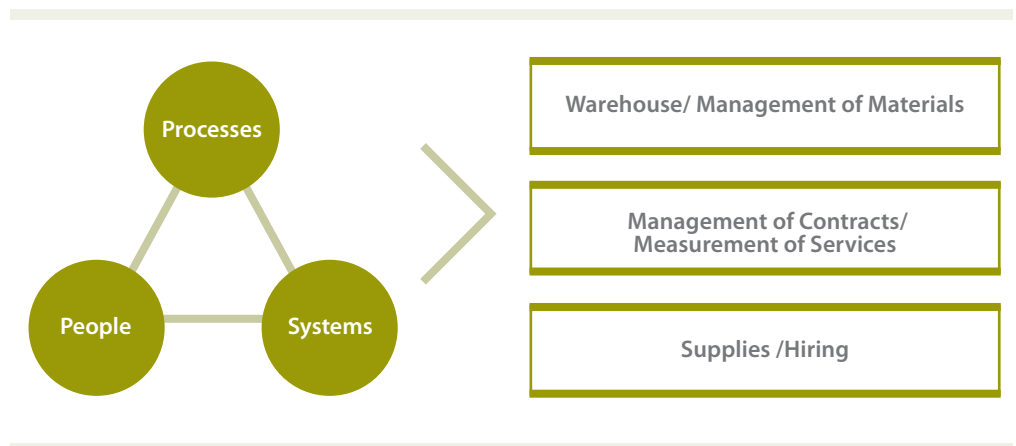 Processes
People
Systems
Warehouse/ Management of Materials
Management of Contracts/
Measurement of Services
Supplies /Hiring